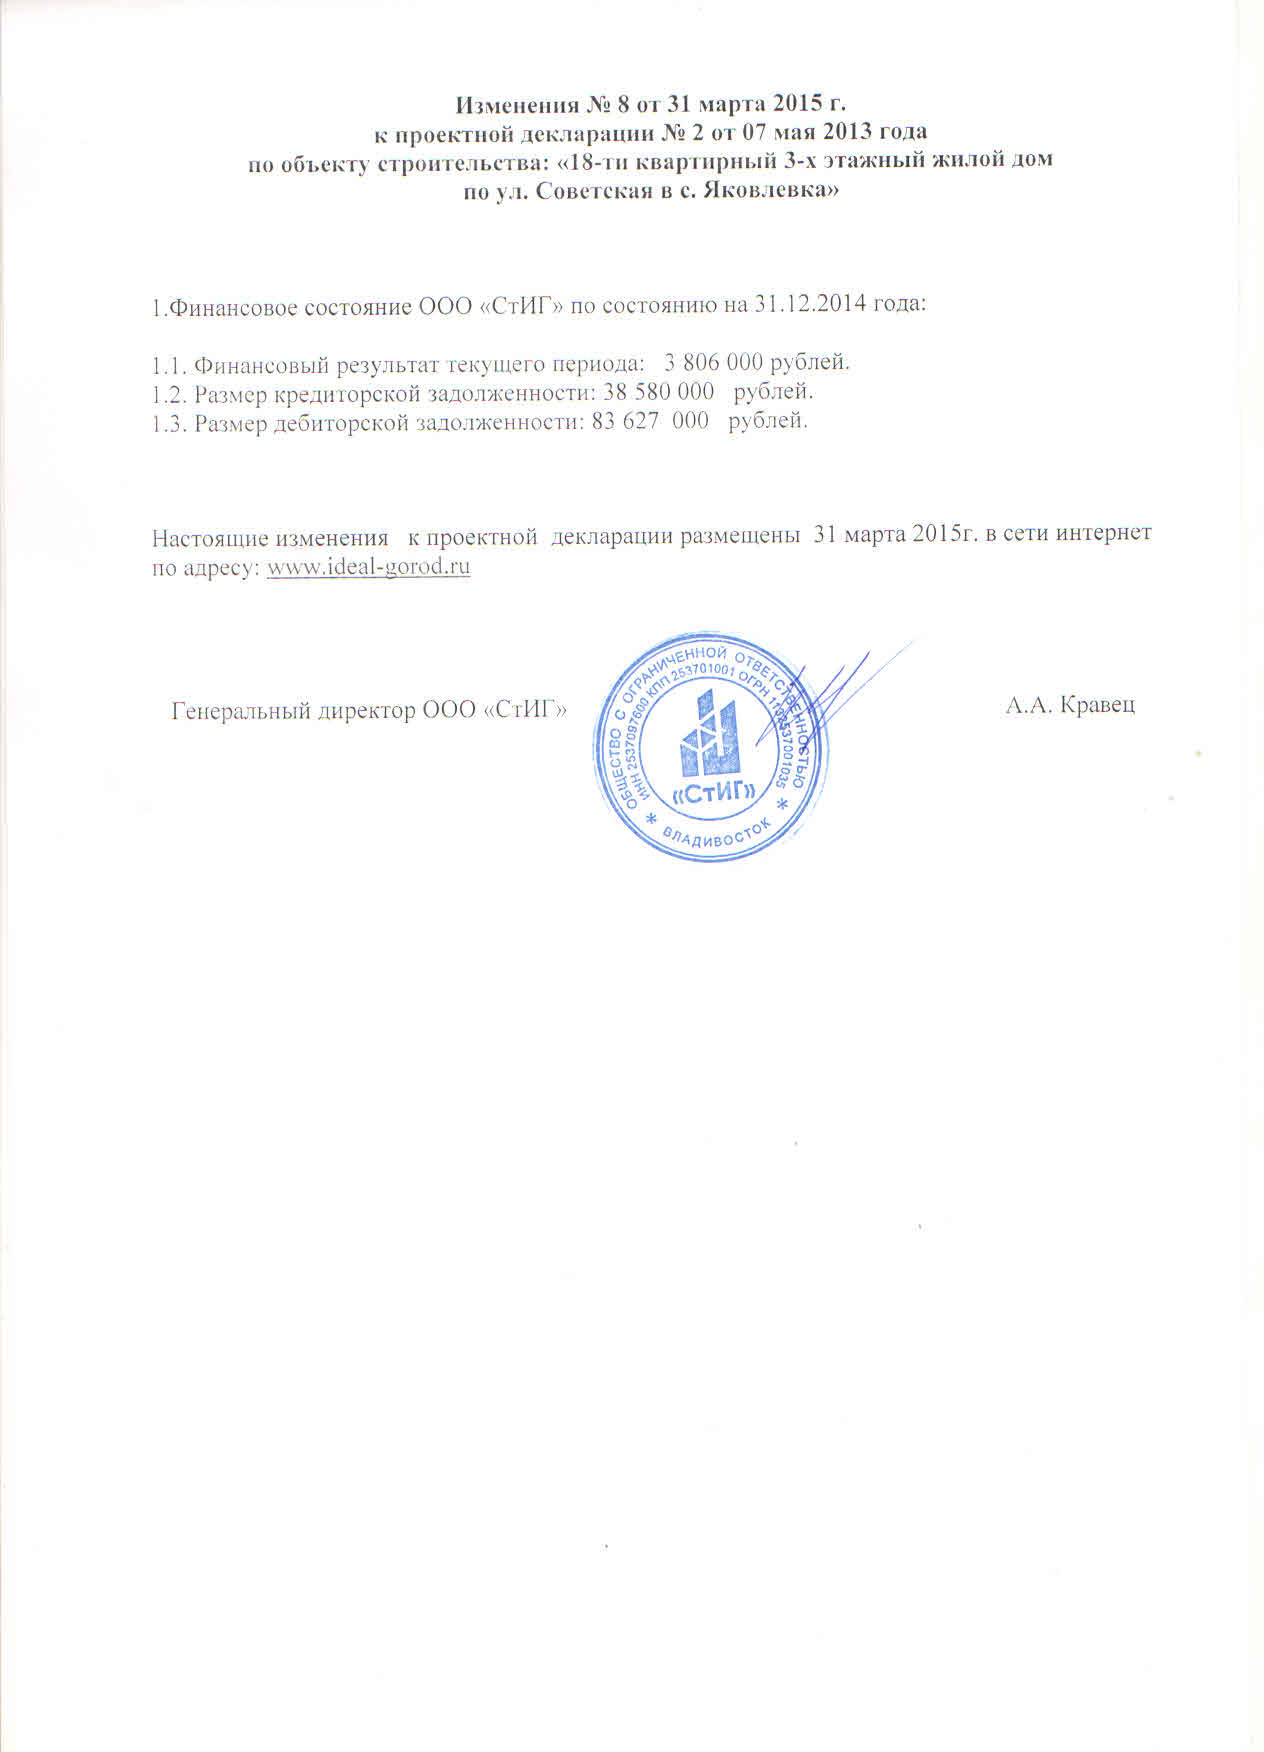 Изменения № 8 от 31 марта 2015 г.
к проектной декларации № 2 от 07 мая 2013 года
по объекту строительства: «18-ти квартирный 3-х этажный жилой дом
по ул. Советская в с. Яковлевка»
1.Финансовое состояние ООО «СтИГ» по состоянию на 31.12.2014 года:
1.1. Финансовый результат текущего периода: 3 806 000 рублей.
1.2. Размер кредиторской задолженности: 38 580 000 рублей.
1.3. Размер дебиторской задолженности: 83 627 000 рублей.
Настоящие изменения к проектной декларации размещены 31 марта 2015г. в сети интернет
по адресу: www.ideal-gorod.ru
Генеральный директор ООО «СтИГ»
А.А. Кравец
ОБЩЕСТВО С ОГРАНИЧЕННОЙ ОТВЕТСТВЕННОСТЬЮ
ИНН 2537097600 КПП 253701001 ОГРН
«СтИГ»
* ВЛАДИВОСТОК *